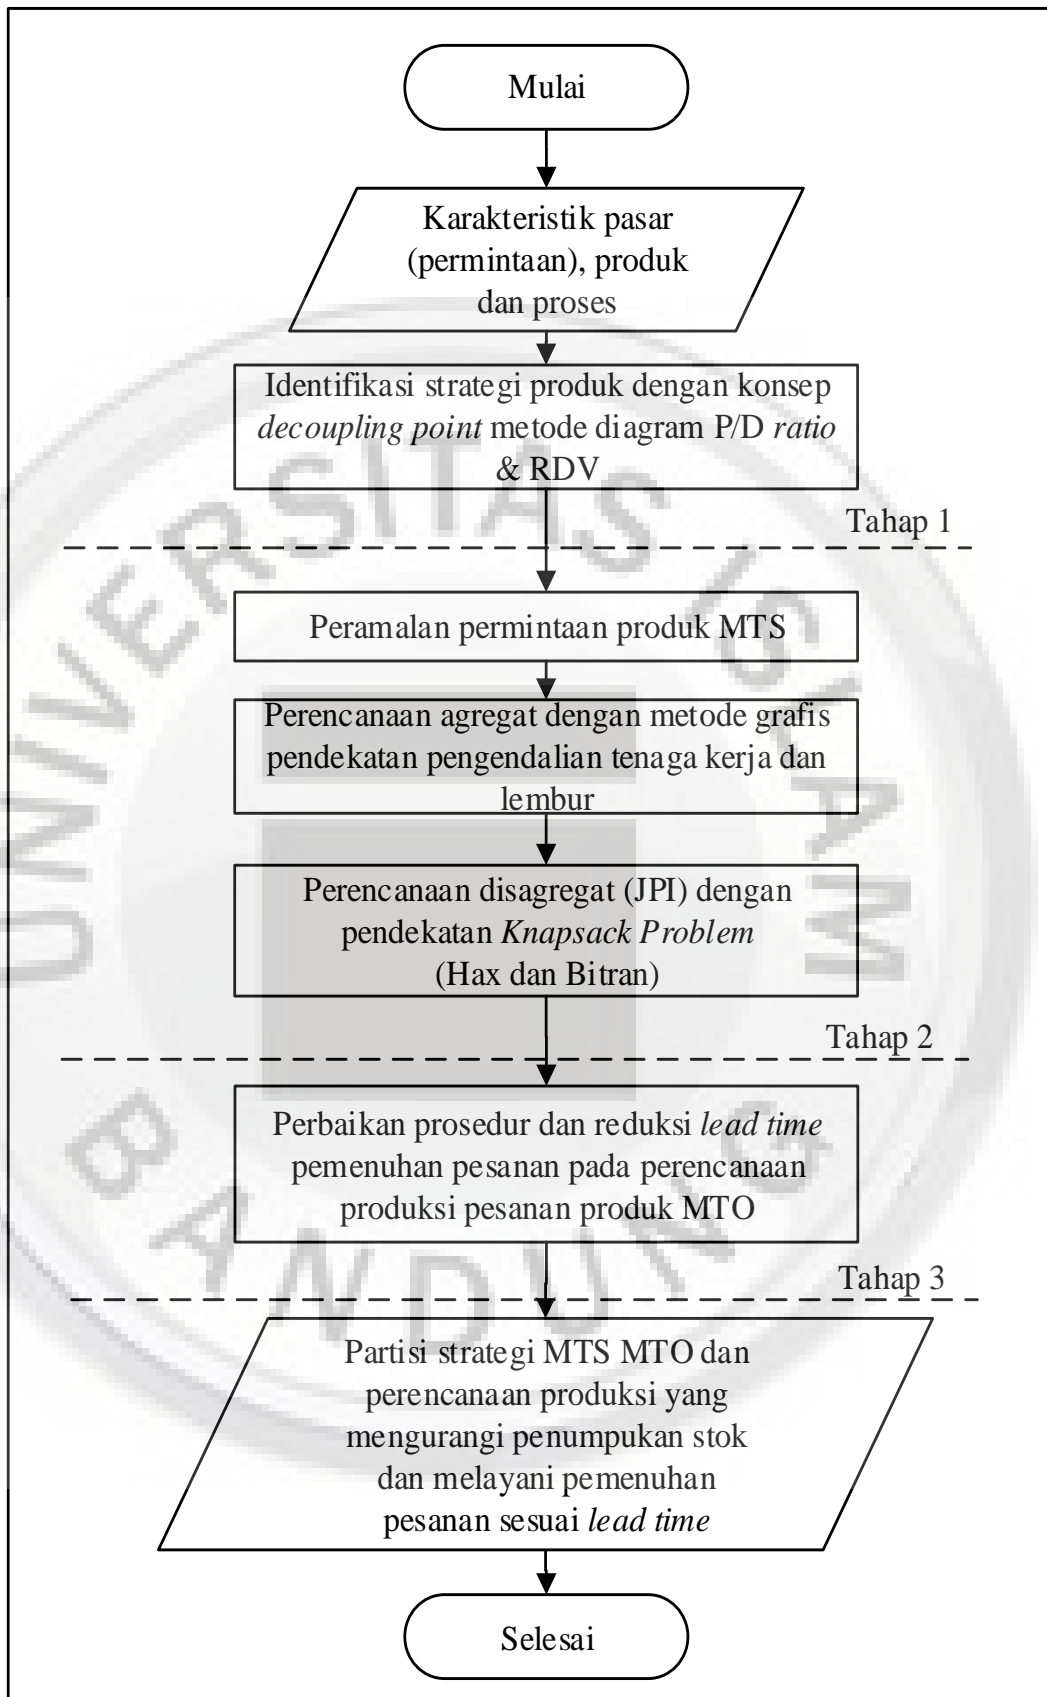 Mulai
Karakteristik pasar
(permintaan), produk
dan proses
Identifikasi strategi produk dengan konsep
decoupling point metode diagram P/D ratio
& RDV
Tahap 1
Peramalan permintaan produk MTS
Perencanaan agregat dengan metode grafis
pendekatan pengendalian tenaga kerja dan
lembur
Perencanaan disagregat (JPI) dengan
pendekatan Knapsack Problem
(Hax dan Bitran)
Tahap 2
Perbaikan prosedur dan reduksi lead time
pemenuhan pesanan pada perencanaan
produksi pesanan produk MTO
Tahap 3
Partisi strategi MTS MTO dan
perencanaan produksi yang
mengurangi penumpukan stok
dan melayani pemenuhan
pesanan sesuai lead time
Selesai
UNIVERSITAS ISLAM
BANDUNG